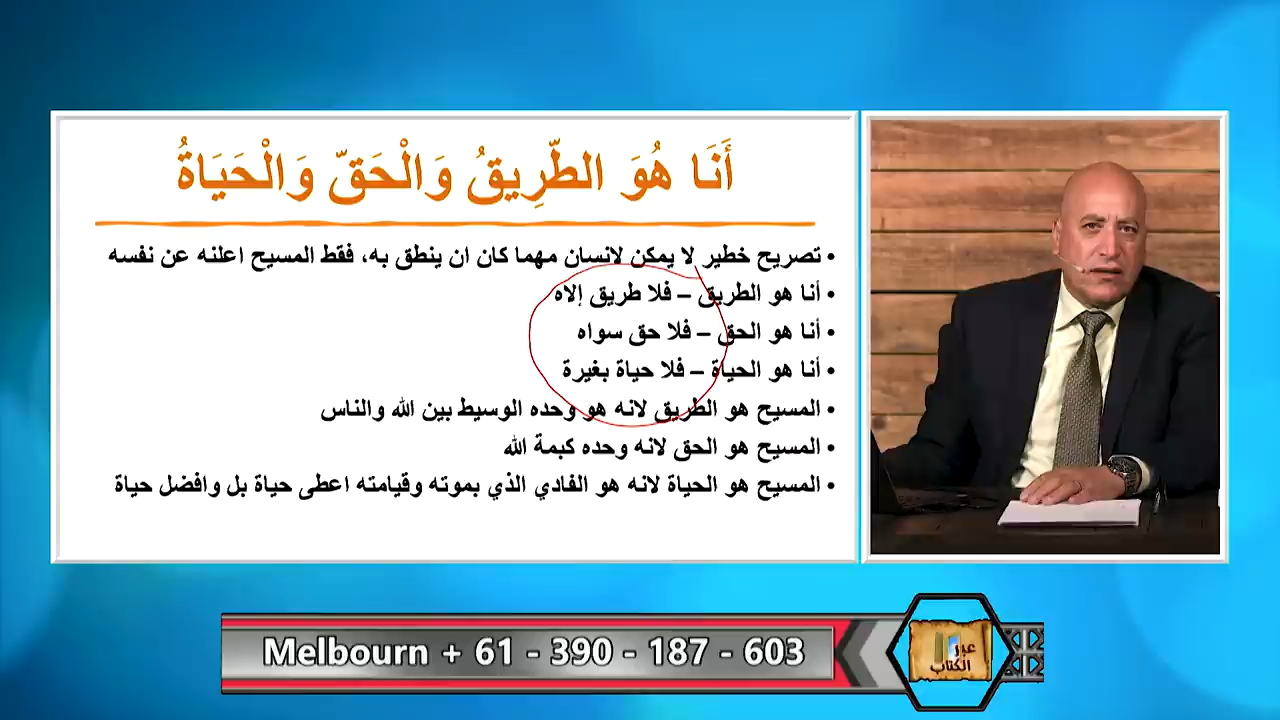 أَنَا هُوَ الطَّرِيقُ وَالْحَقّ وَالْحَيَاةُ
• تصريح خطير لا يمكن لانسان مهما كان ان ينطق به، فقط المسيح اعلنه عن نفسه
• أنا هو الطريق – فلا طريق إلاه
• أنا هو الحق – فلا حق سواه
• أنا هو الحياة – فلا حياة بغيرة
• المسيح هو الطريق لانه هو وحده الوسيط بين الله والناس
• المسيح هو الحق لانه وحده كبمة الله
• المسيح هو الحياة لانه هو الفادي الذي بموته وقيامته اعطى حياة بل وافضل حياة
Melbourn + 61 - 390 - 187 - 603
عبر
الكتاب